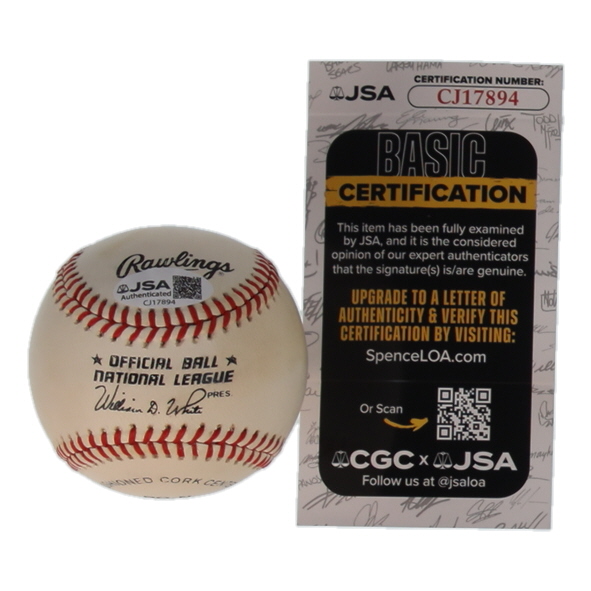 Rawlings
JSA
Authenticated
CJ17894
OFFICIAL BALL
NATIONAL LEAGUE
William D. White PRES.
IONED CORK CEN
JSA
CERTIFICATION NUMBER:
CJ17894
BASIC
CERTIFICATION
This item has been fully examined
by JSA, and it is the considered
opinion of our expert authenticators
that the signature(s) is/are genuine.
UPGRADE TO A LETTER OF
AUTHENTICITY & VERIFY THIS
CERTIFICATION BY VISITING:
SpenceLOA.com
Or Scan
CGC x JSA
Follow us at @jsaloa